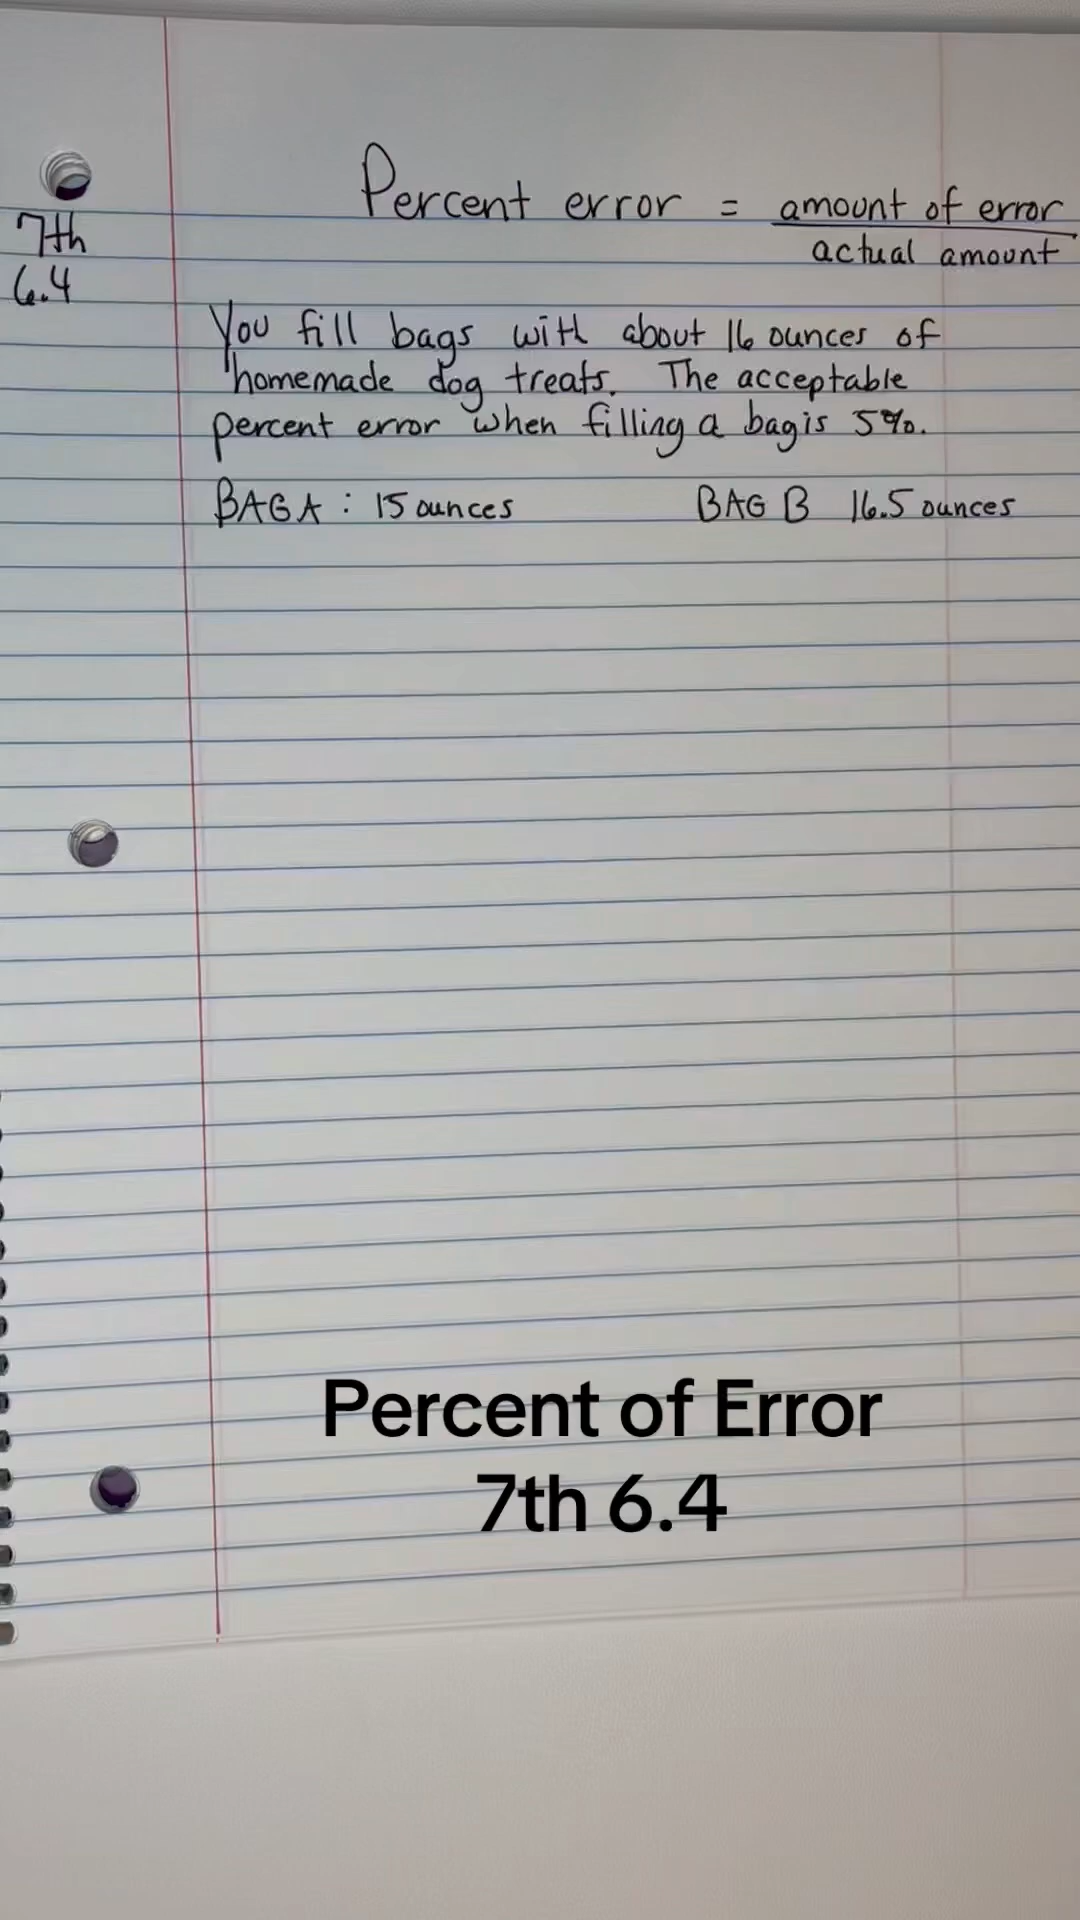 7th
6.4
Percent error = amount of error
actual amount
You fill bags with about 16 ounces of
homemade dog treats. The acceptable
percent error when filling a bag is 5%.
BAG A : 15 ounces BAG B 16.5 ounces
Percent of Error
7th 6.4